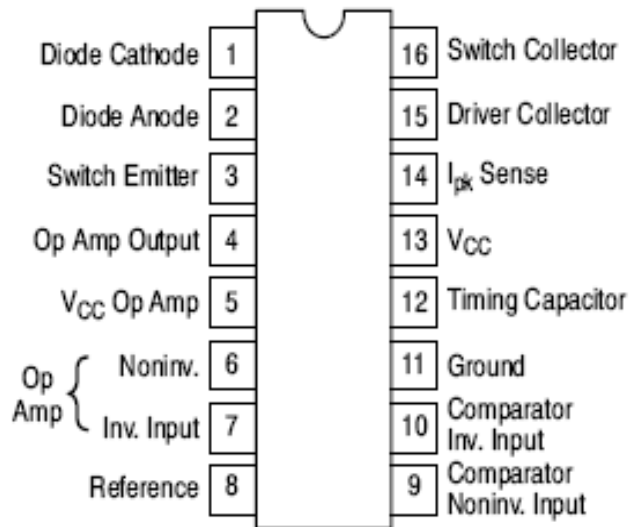 Diode Cathode 1
Diode Anode 2
Switch Emitter 3
Op Amp Output 4
VCC Op Amp 5
Op Amp { Noninv. 6
Inv. Input 7
Reference 8
16 Switch Collector
15 Driver Collector
14 Ipk Sense
13 VCC
12 Timing Capacitor
11 Ground
10 Comparator
Inv. Input
9 Comparator
Noninv. Input